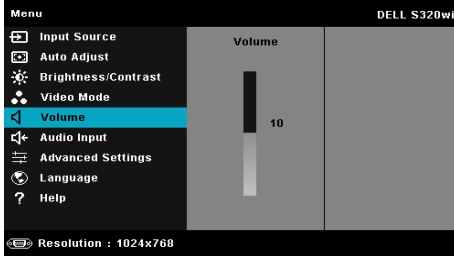 Menu
DELL S320wi
Input Source
Auto Adjust
Brightness/Contrast
Video Mode
Volume
Audio Input
Advanced Settings
Language
? Help
Volume
10
Resolution : 1024x768